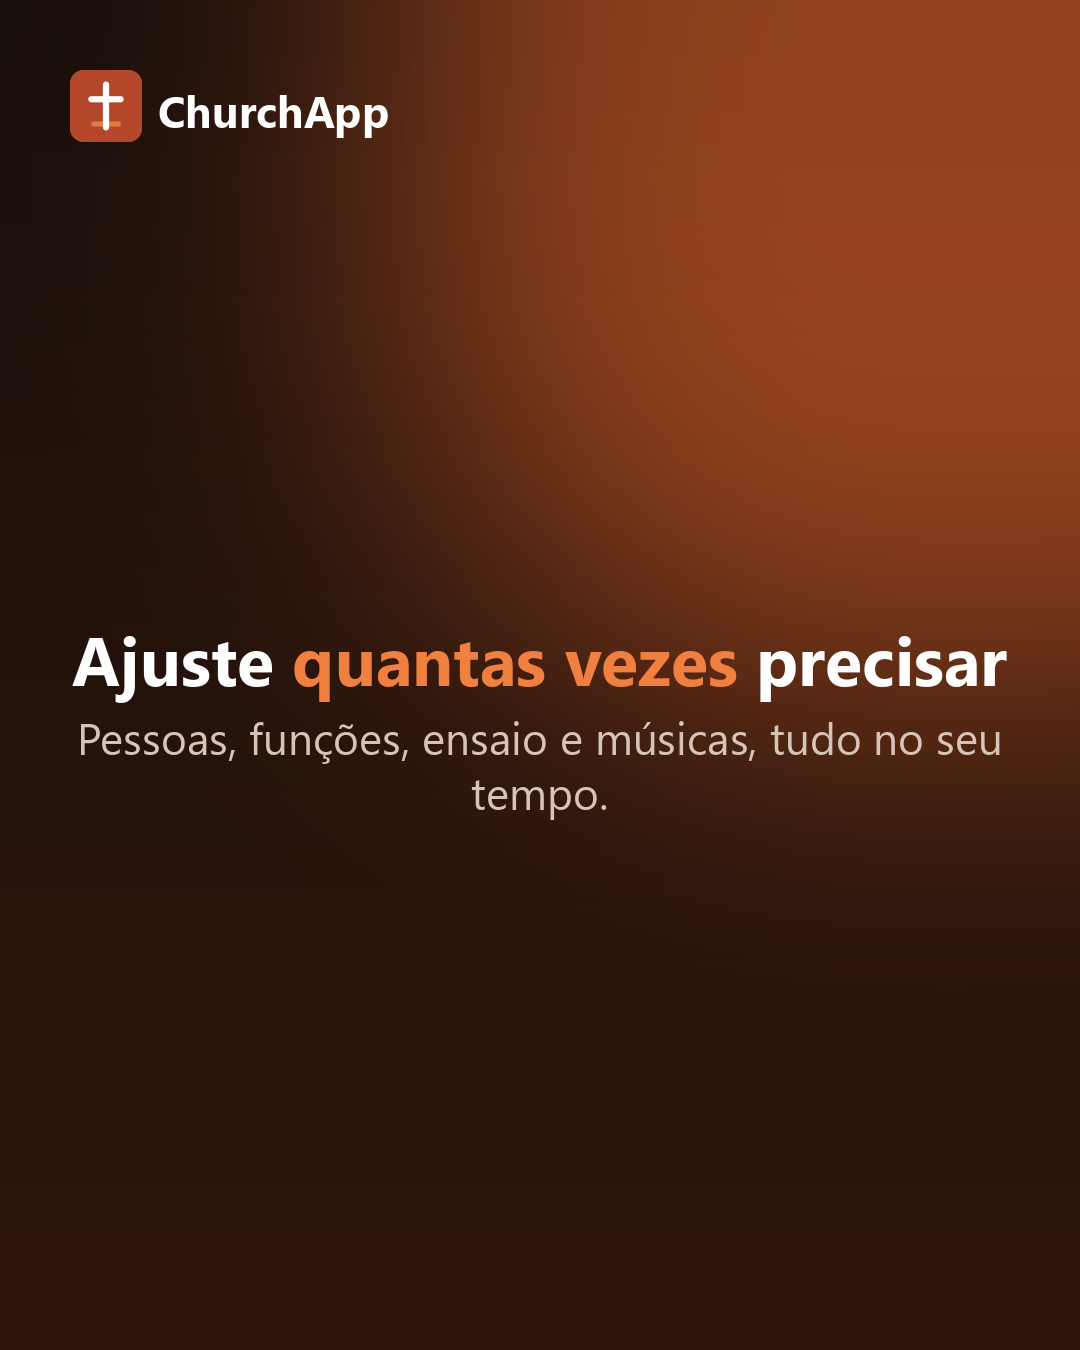 ChurchApp
Ajuste quantas vezes precisar
Pessoas, funções, ensaio e músicas, tudo no seu
tempo.